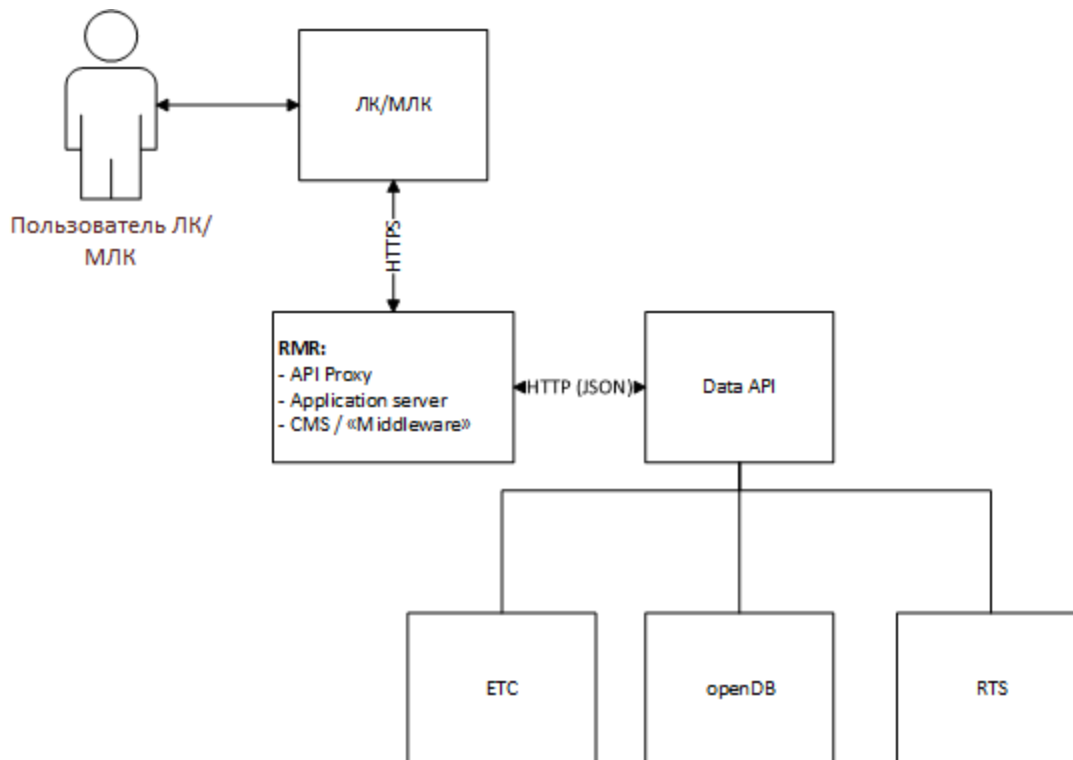 ЛК/МЛК
Пользователь ЛК/
МЛК
HTTPS
RMR:
- API Proxy
- Application server
- CMS / «Middleware»
HTTP (JSON)
Data API
ETC
openDB
RTS